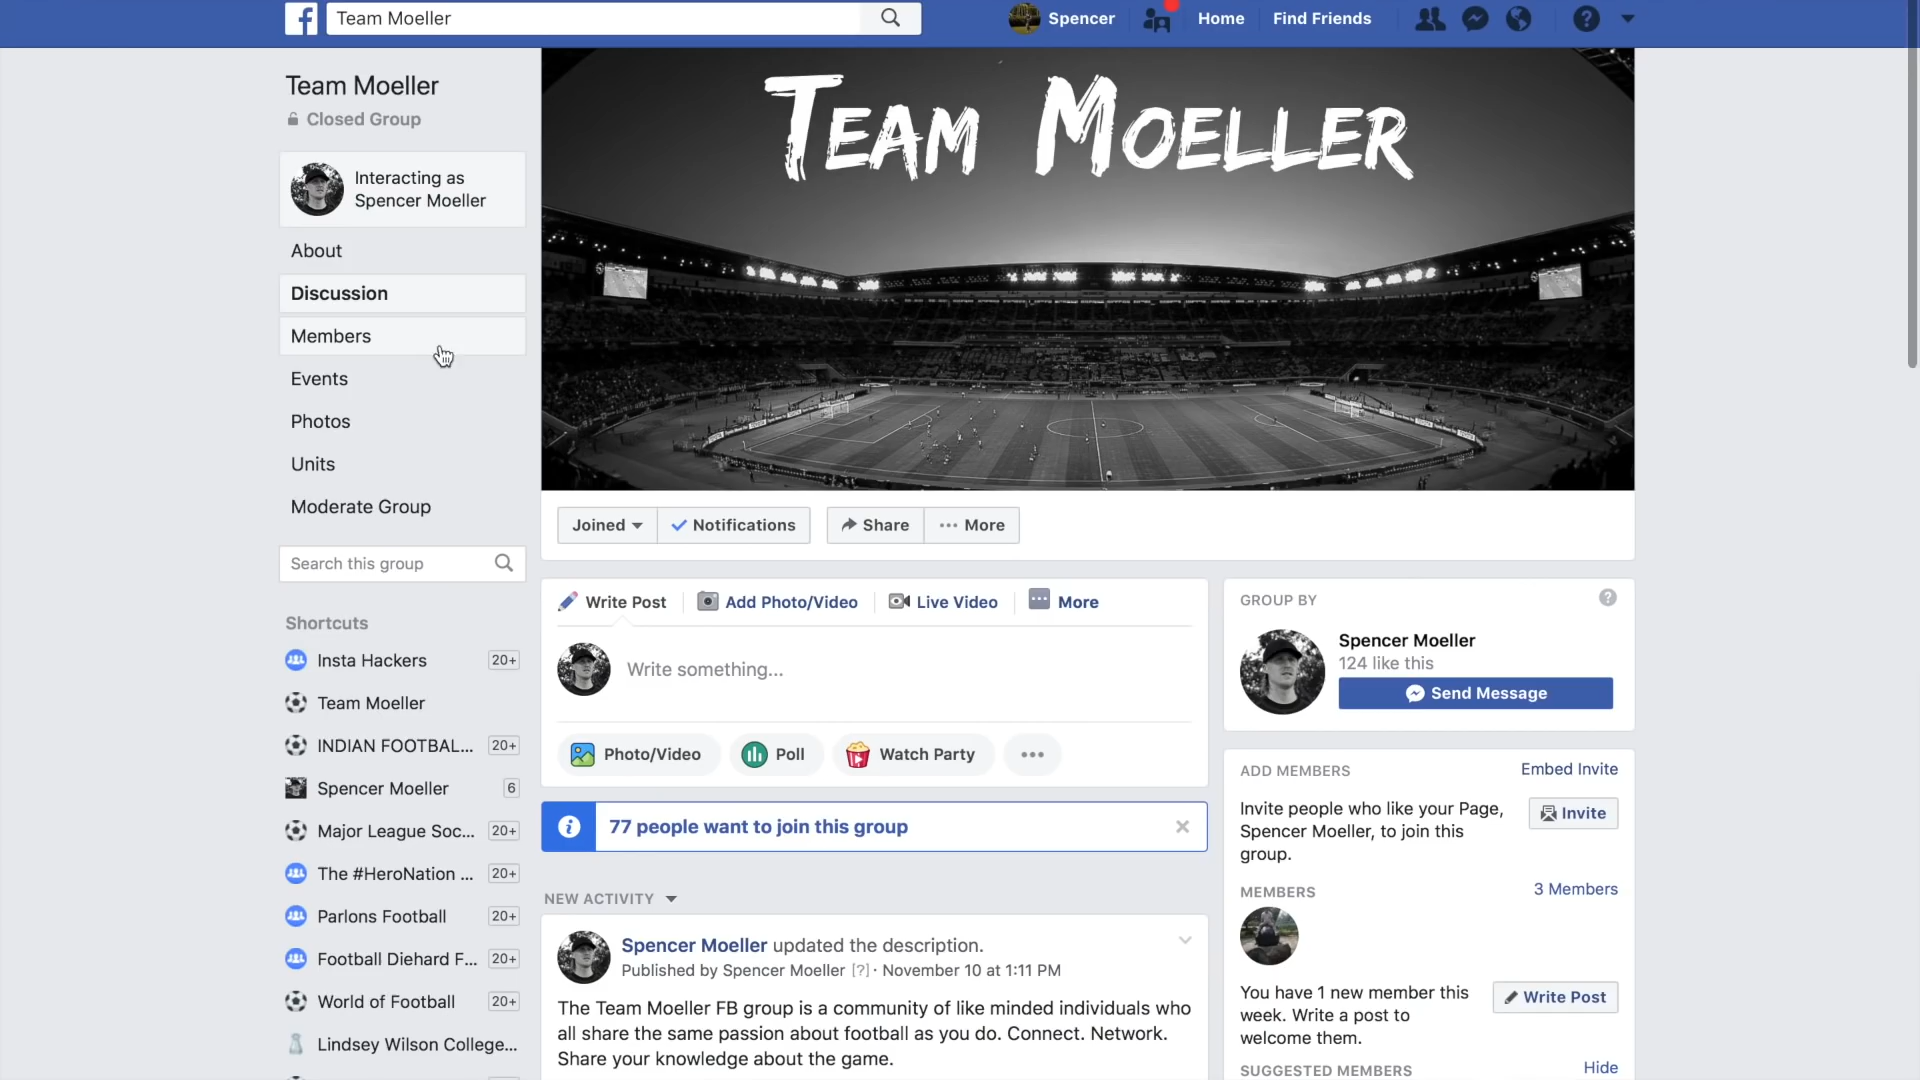 Team Moeller
Spencer
Home
Find Friends
?
Team Moeller
Closed Group
Interacting as
Spencer Moeller
About
Discussion
Members
Events
Photos
Units
Moderate Group
Search this group
Shortcuts
Insta Hackers 20+
Team Moeller
INDIAN FOOTBAL... 20+
Spencer Moeller 6
Major League Soc... 20+
The #HeroNation ... 20+
Parlons Football 20+
Football Diehard F... 20+
World of Football 20+
Lindsey Wilson College...
TEAM MOELLER
Joined
Notifications
Share
More
Write Post
Add Photo/Video
Live Video
More
Write something...
Photo/Video
Poll
Watch Party
77 people want to join this group
NEW ACTIVITY
Spencer Moeller updated the description.
Published by Spencer Moeller [?] · November 10 at 1:11 PM
The Team Moeller FB group is a community of like minded individuals who
all share the same passion about football as you do. Connect. Network.
Share your knowledge about the game.
GROUP BY
?
Spencer Moeller
124 like this
Send Message
ADD MEMBERS
Embed Invite
Invite people who like your Page,
Spencer Moeller, to join this
group.
Invite
MEMBERS
3 Members
You have 1 new member this
week. Write a post to
welcome them.
Write Post
SUGGESTED MEMBERS
Hide